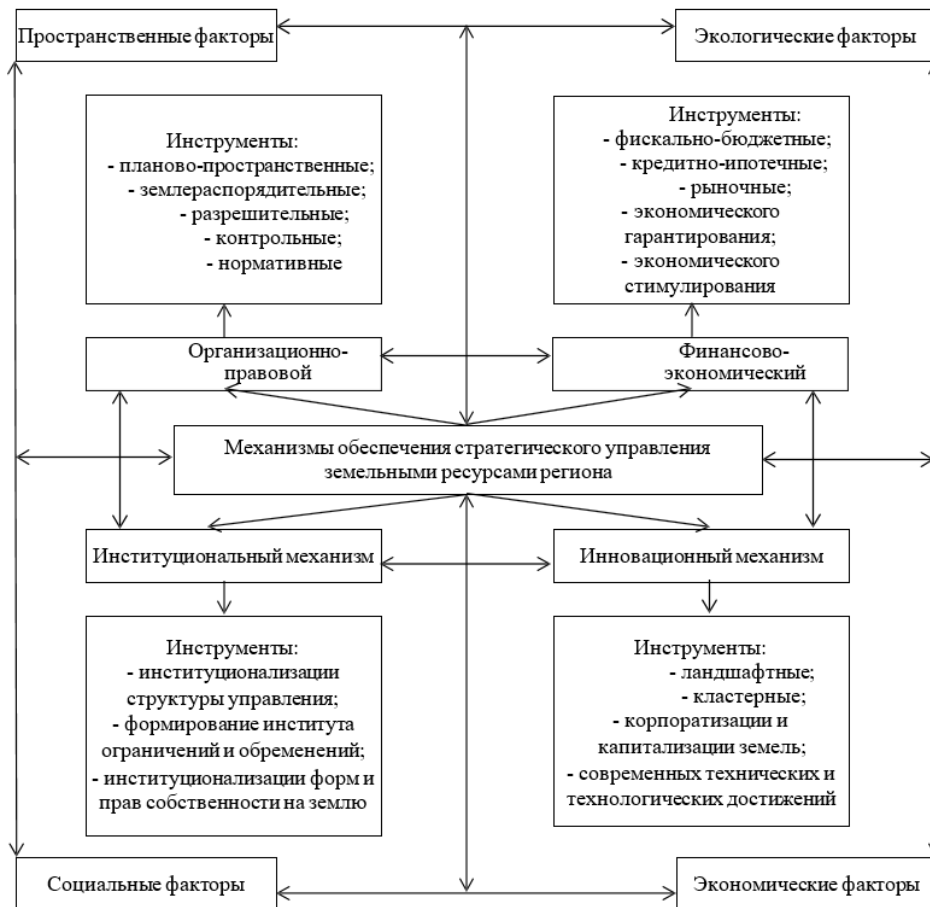 Пространственные факторы
Экологические факторы
Инструменты:
- планово-пространственные;
- землераспорядительные;
- разрешительные;
- контрольные;
- нормативные
Инструменты:
- фискально-бюджетные;
- кредитно-ипотечные;
- рыночные;
- экономического
гарантирования;
- экономического
стимулирования
Организационно-
правовой
Финансово-
экономический
Механизмы обеспечения стратегического управления
земельными ресурсами региона
Институциональный механизм
Инновационный механизм
Инструменты:
- институционализации
структуры управления;
- формирование института
ограничений и обременений;
- институционализации форм и
прав собственности на землю
Инструменты:
- ландшафтные;
- кластерные;
- корпоратизации и
капитализации земель;
- современных технических и
технологических достижений
Социальные факторы
Экономические факторы